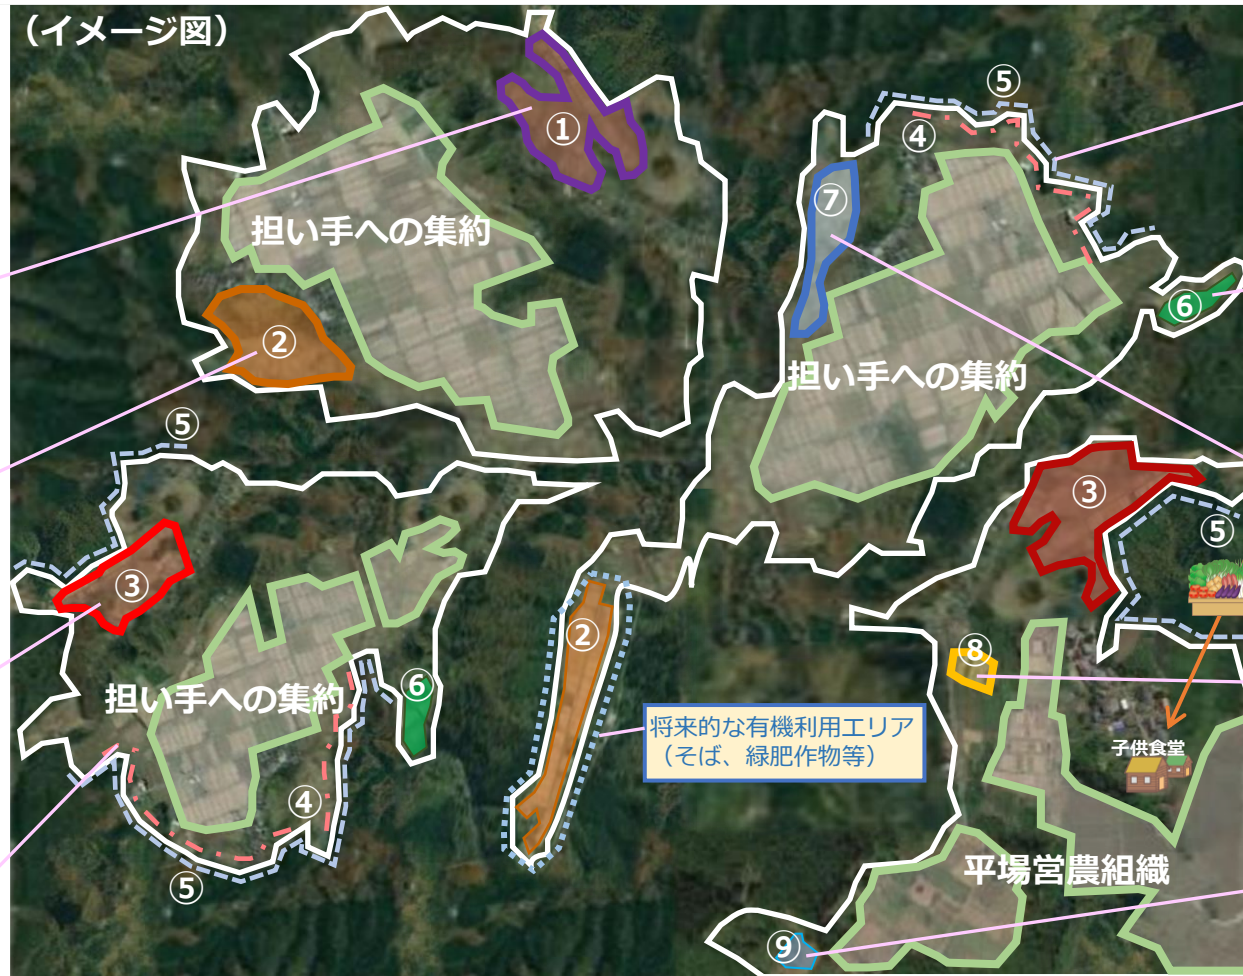 （イメージ図）
①
担い手への集約
②
⑤
④
⑦
⑥
担い手への集約
⑤
③
担い手への集約
⑥
④
⑤
②
将来的な有機利用エリア
（そば、緑肥作物等）
③
⑤
⑧
子供食堂
平場営農組織
⑨